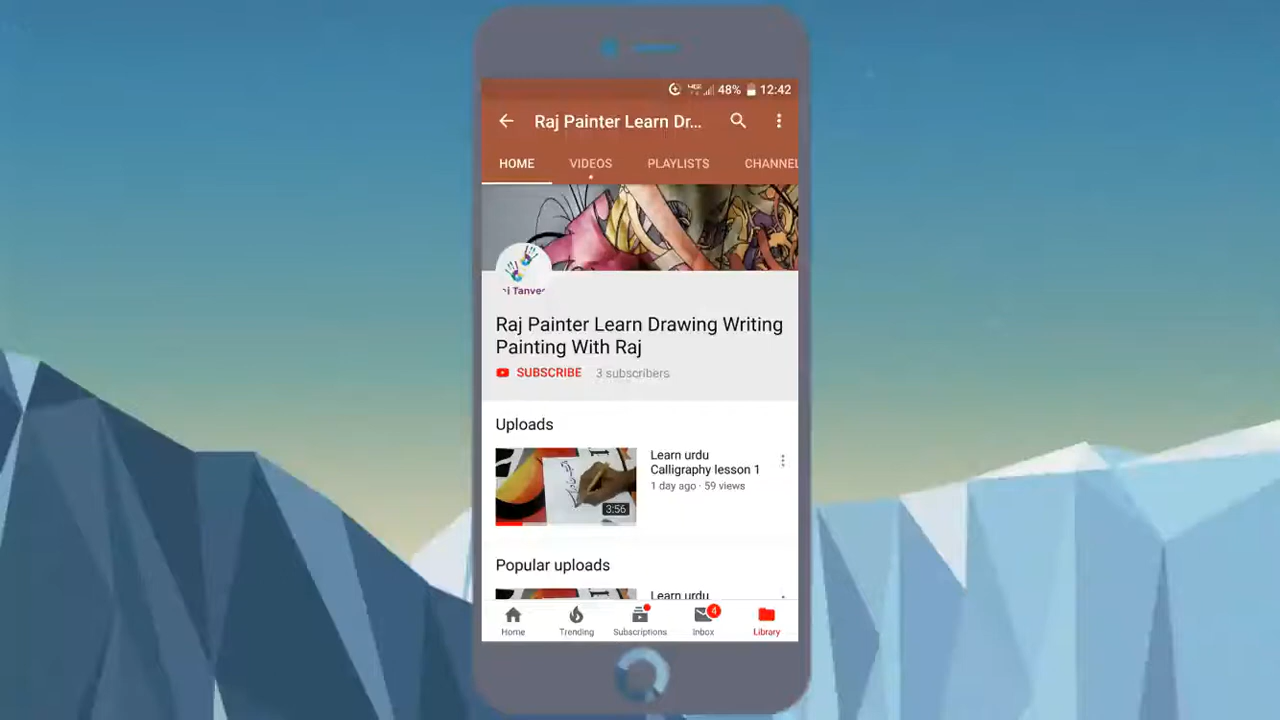 48% 12:42
Raj Painter Learn Dr...
HOME VIDEOS PLAYLISTS CHANNEL
Raj Painter Learn Drawing Writing
Painting With Raj
SUBSCRIBE 3 subscribers
Uploads
Learn urdu
Calligraphy lesson 1
1 day ago · 59 views
3:56
Popular uploads
Learn urdu
4
Home Trending Subscriptions Inbox Library